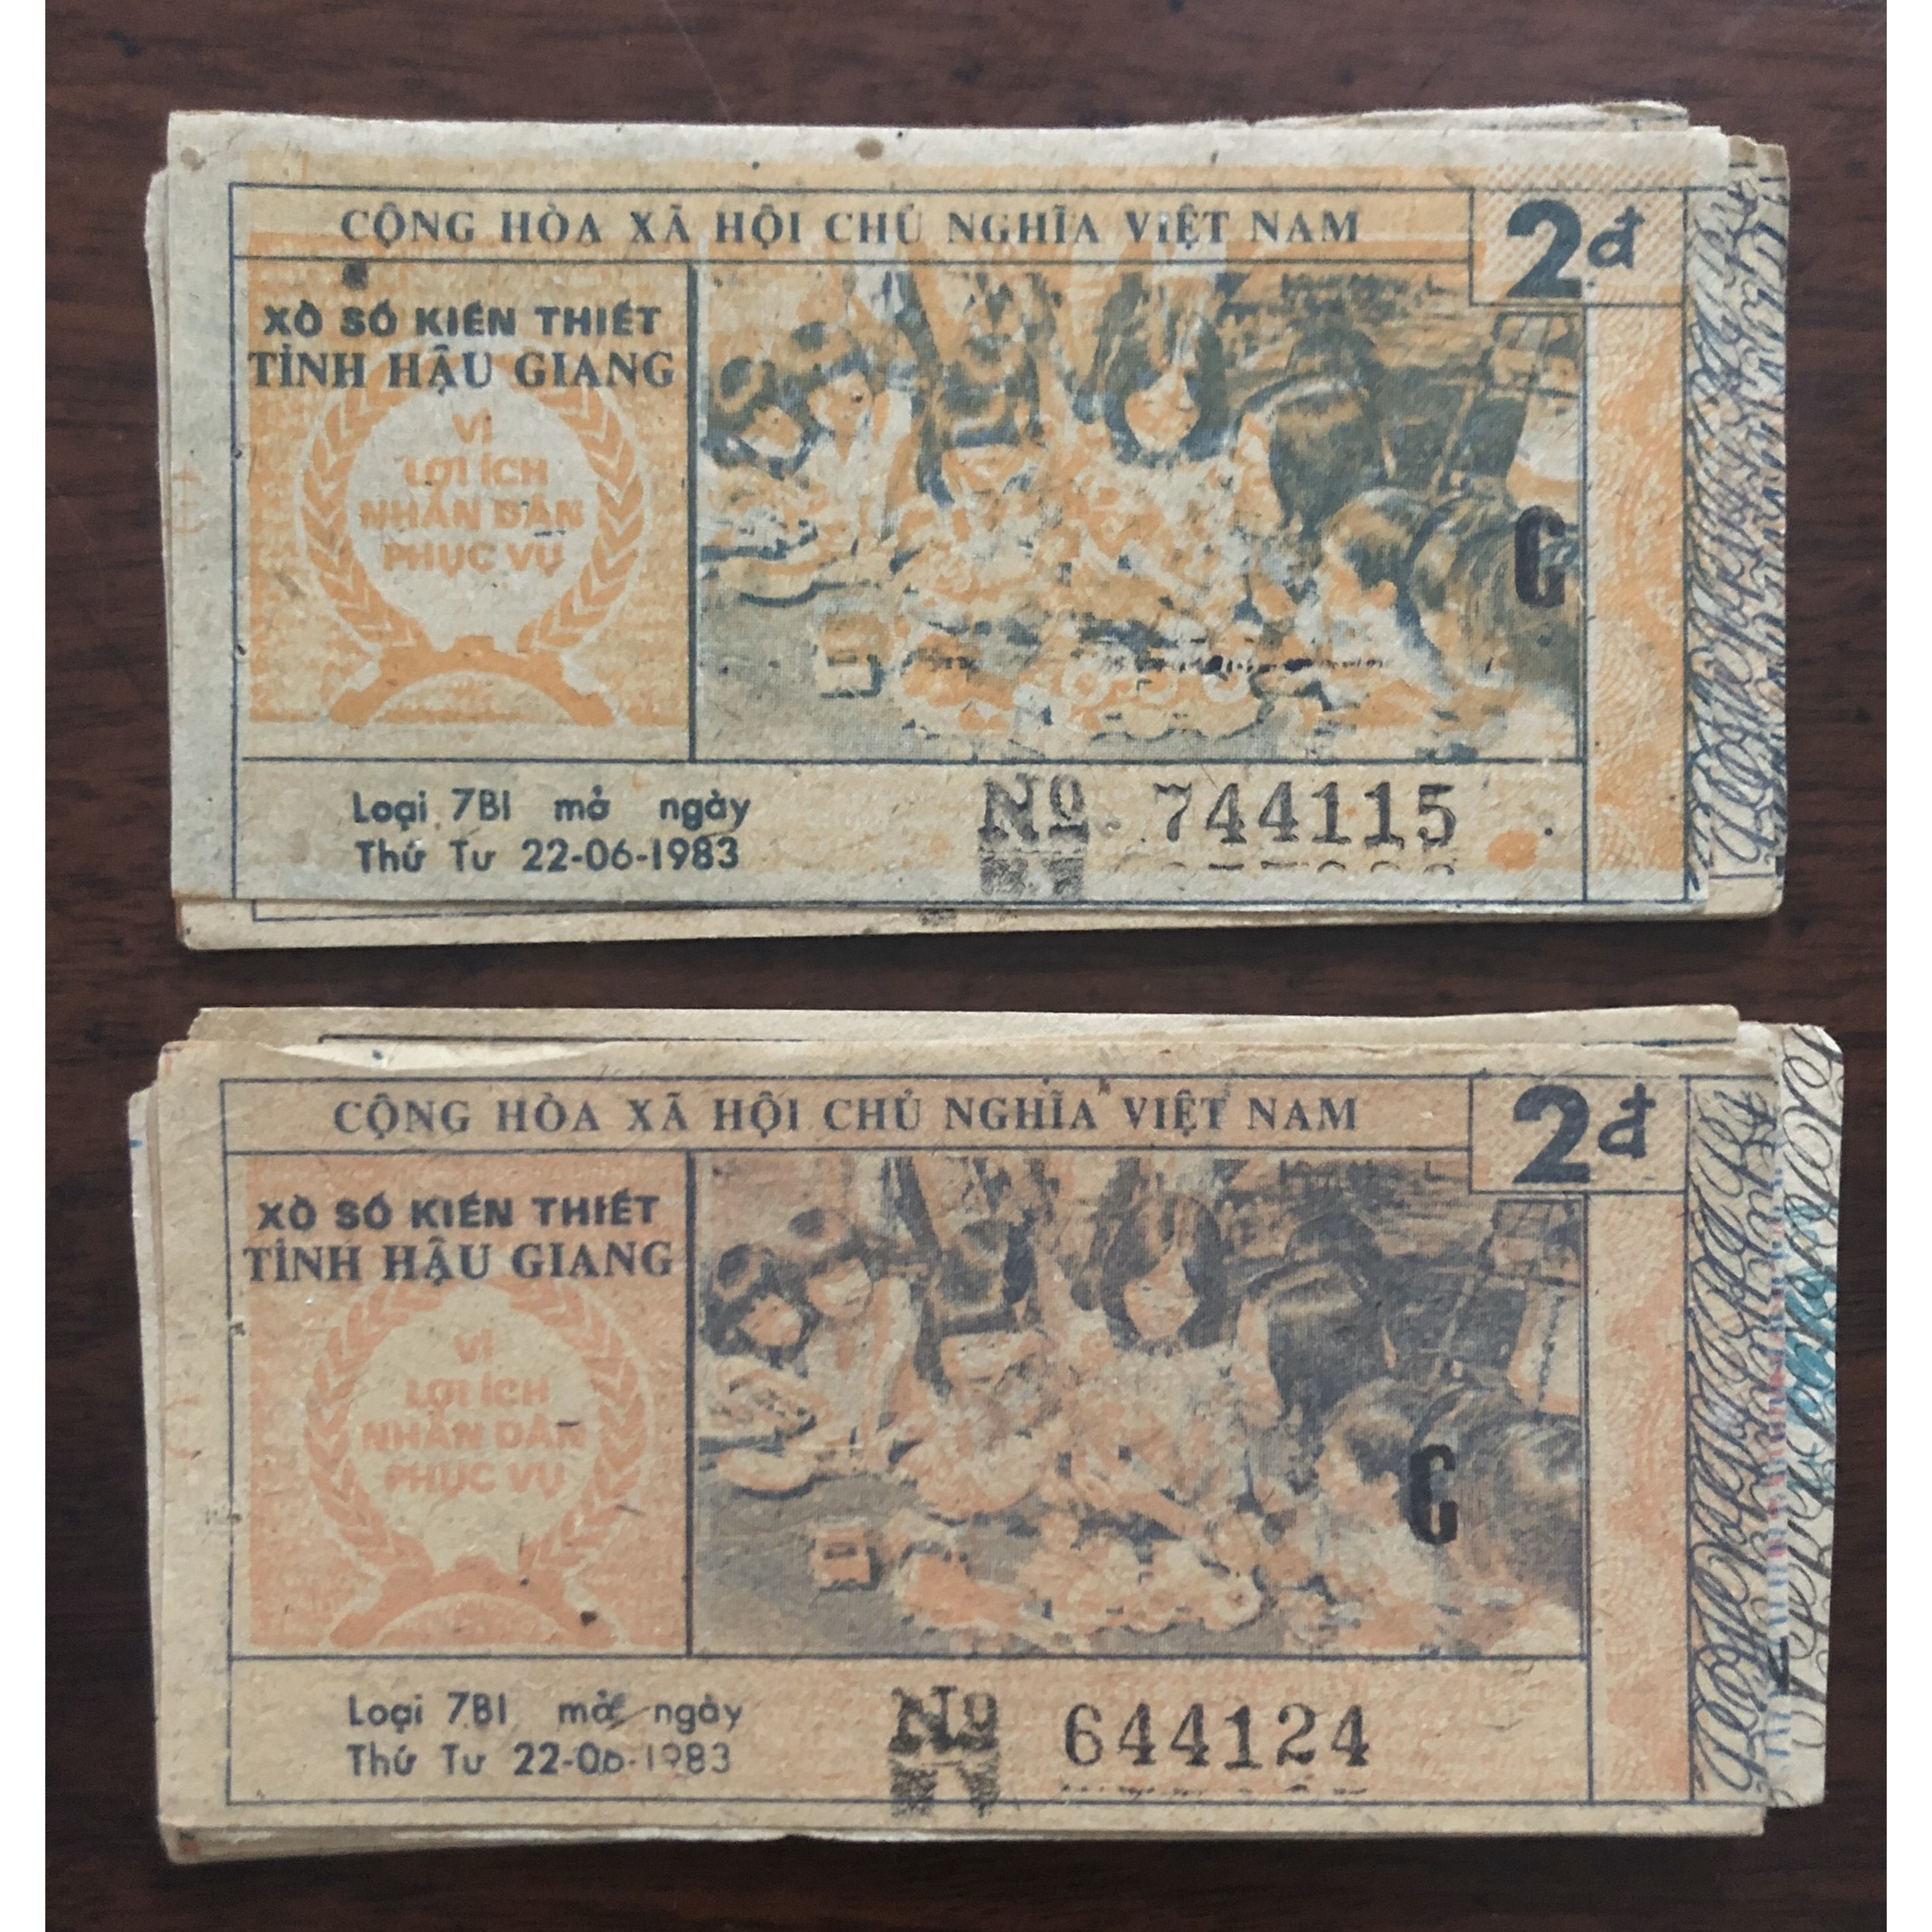 CỘNG HÒA XÃ HỘI CHỦ NGHĨA VIỆT NAM
2đ
XỔ SỐ KIẾN THIẾT
TỈNH HẬU GIANG
VÌ
LỢI ÍCH
NHÂN DÂN
PHỤC VỤ
G
Loại 7B1 mở ngày
Thứ Tư 22-06-1983
Nº 744115
CỘNG HÒA XÃ HỘI CHỦ NGHĨA VIỆT NAM
2đ
XỔ SỐ KIẾN THIẾT
TỈNH HẬU GIANG
VÌ
LỢI ÍCH
NHÂN DÂN
PHỤC VỤ
G
Loại 7B1 mở ngày
Thứ Tư 22-06-1983
Nº 644124